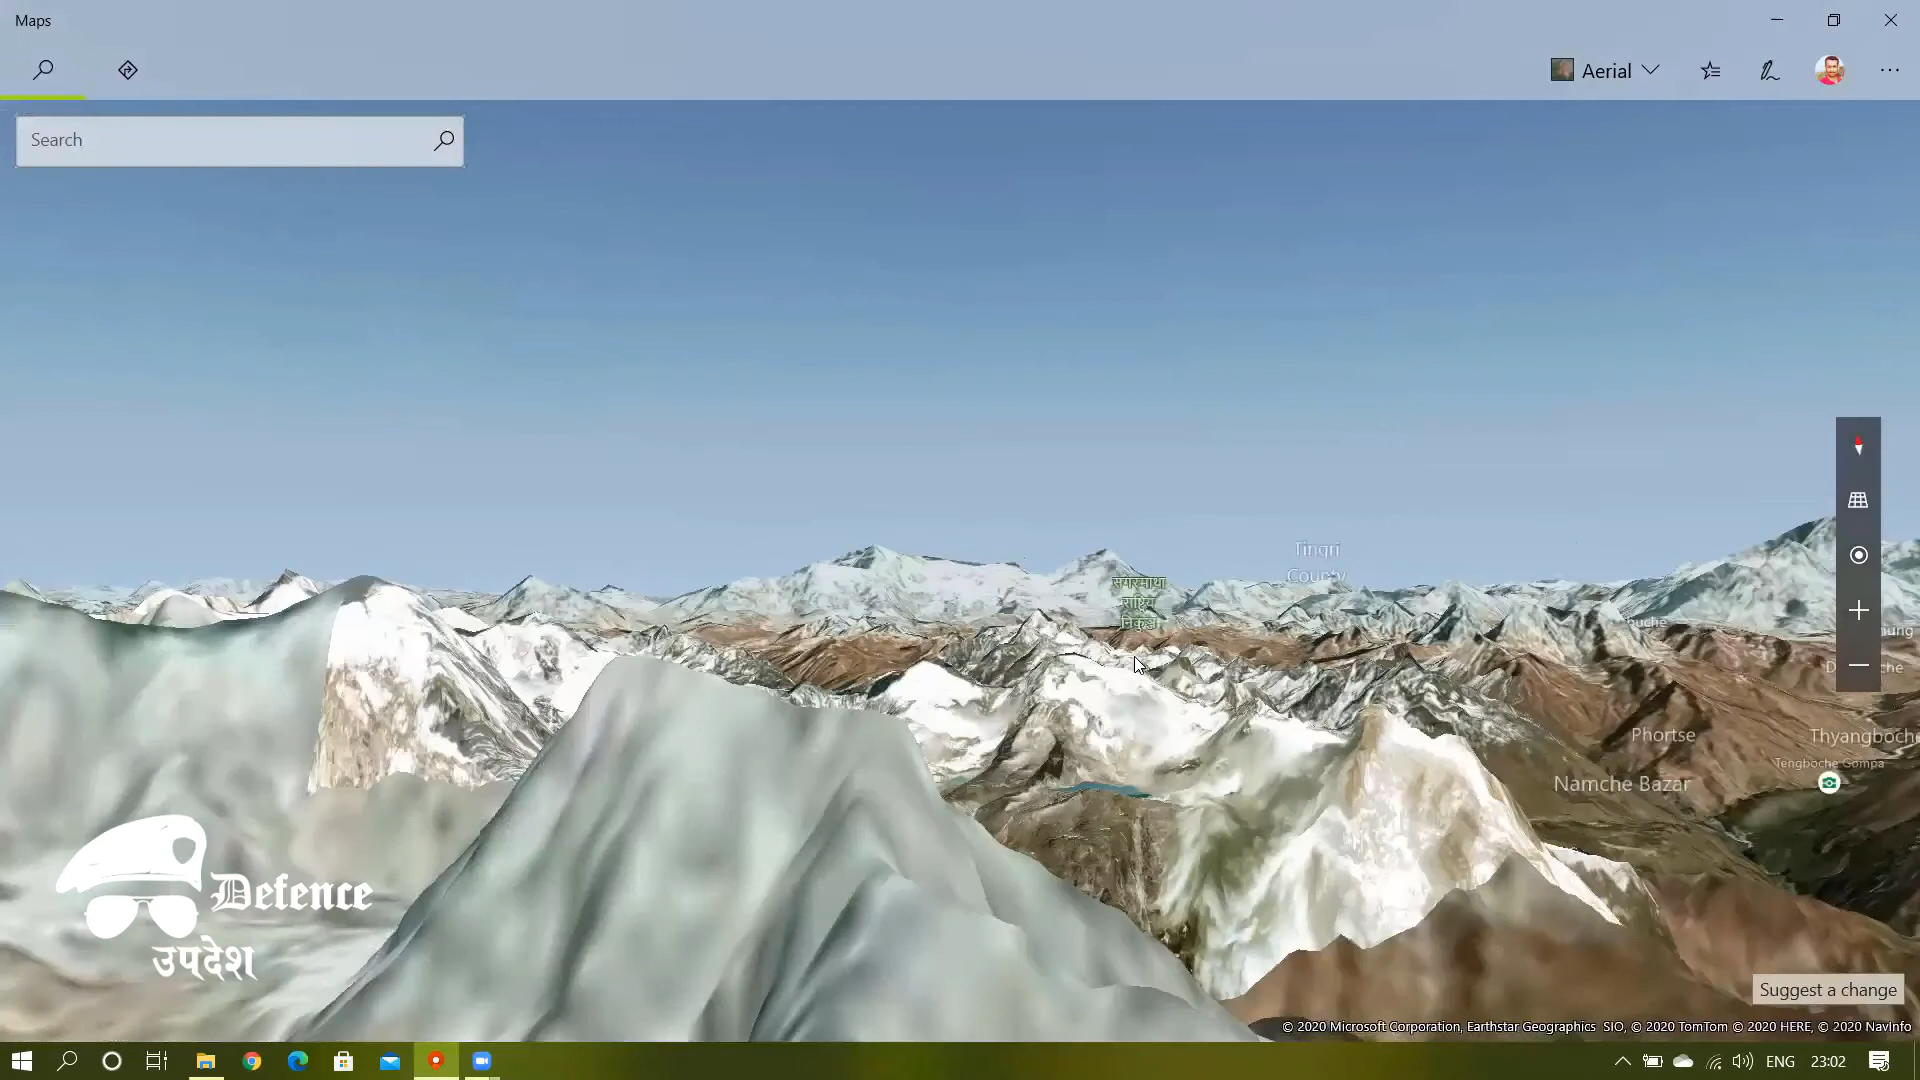 Maps
Aerial
Search
Tingri
County
सगरमाथा
राष्ट्रिय
निकुञ्ज
Phortse
Thyangboche
Tengboche Gompa
Namche Bazar
Defence
उपदेश
Suggest a change
© 2020 Microsoft Corporation, Earthstar Geographics SIO, © 2020 TomTom © 2020 HERE, © 2020 NavInfo
ENG
23:02